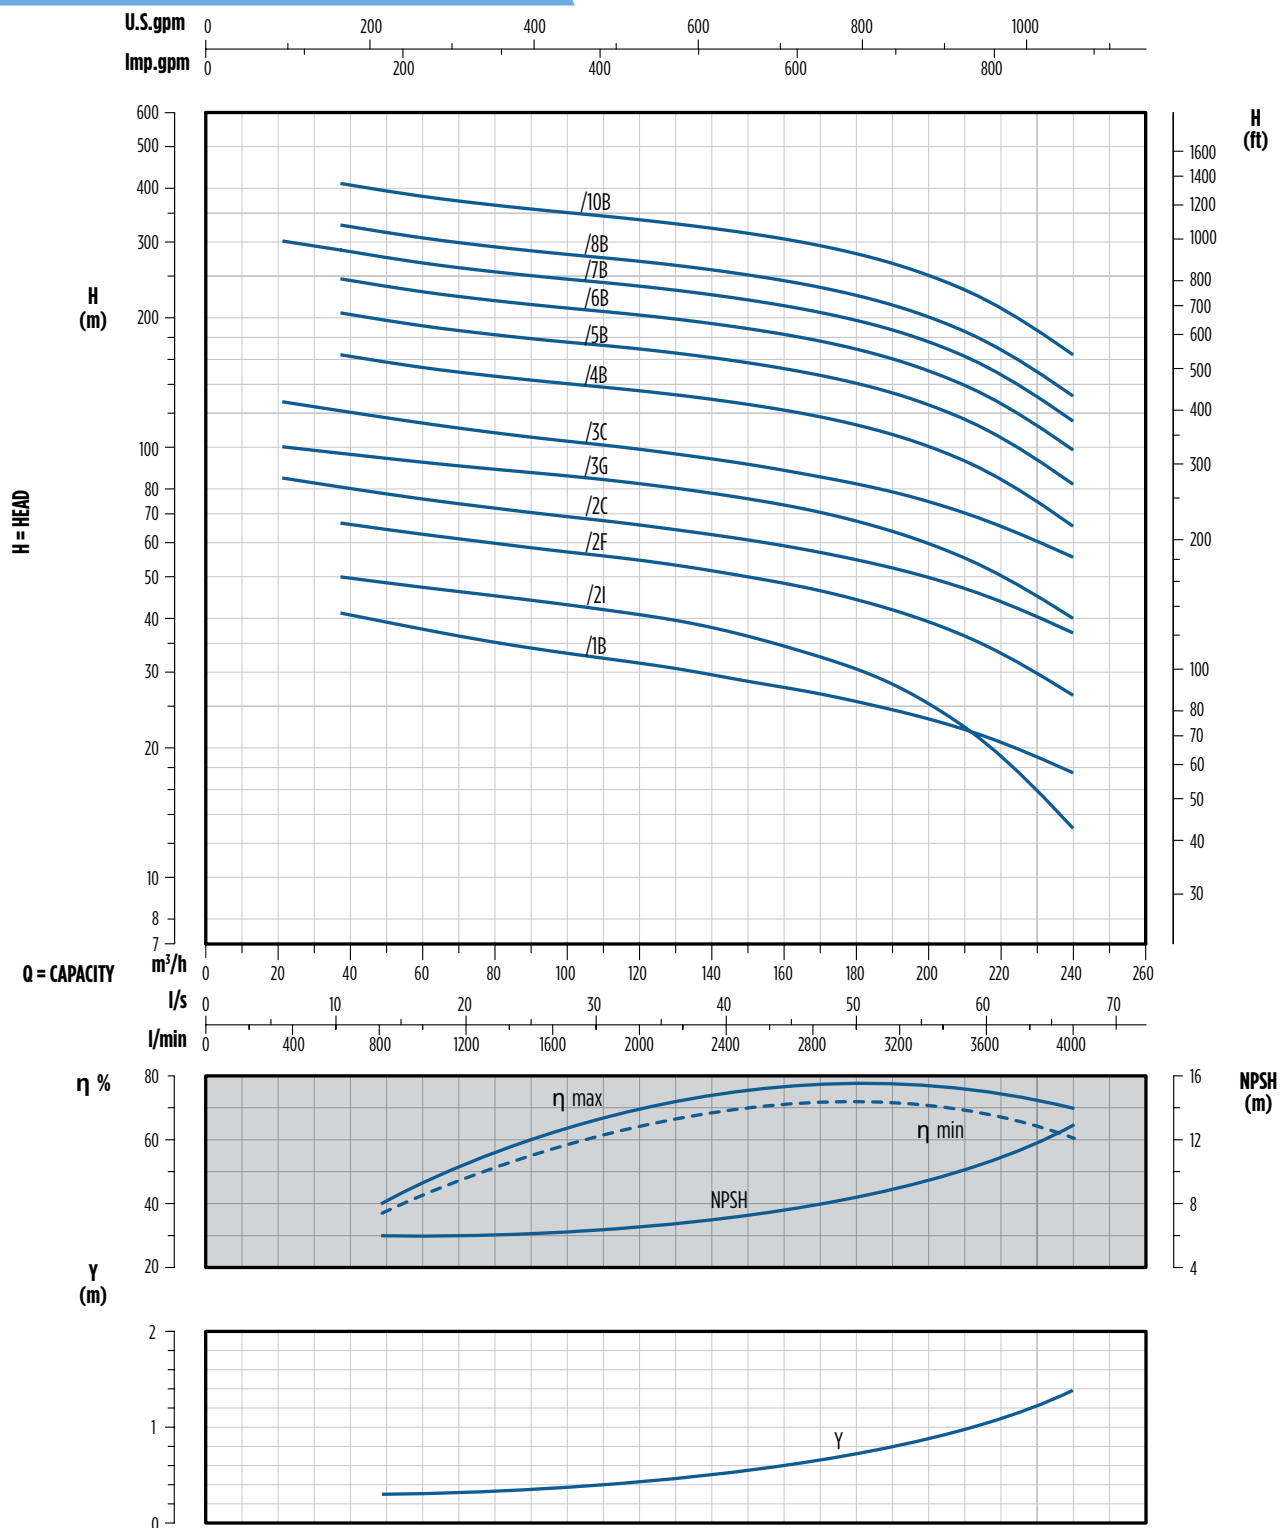 U.S.gpm 0 200 400 600 800 1000
Imp.gpm 0 200 400 600 800
H
(ft)
H
(m)
H = HEAD
600
500
400
300
200
100
80
70
60
50
40
30
20
10
8
7
1600
1400
1200
1000
800
700
600
500
400
300
200
100
80
70
60
50
40
30
/10B
/8B
/7B
/6B
/5B
/4B
/3C
/3G
/2C
/2F
/2I
/1B
Q = CAPACITY m³/h 0 20 40 60 80 100 120 140 160 180 200 220 240 260
l/s 0 10 20 30 40 50 60 70
l/min 0 400 800 1200 1600 2000 2400 2800 3200 3600 4000
η %
80
60
40
20
η max
η min
NPSH
16
12
8
4
NPSH
(m)
Y
(m)
2
1
0
Y